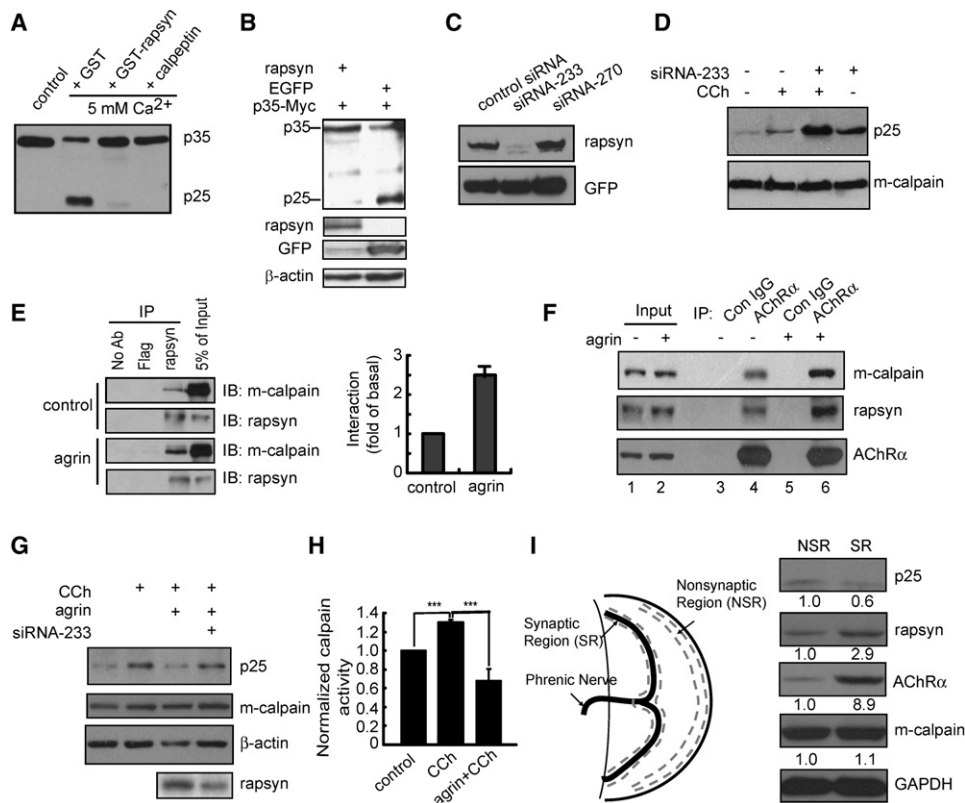 A
control
+ GST
+ GST-rapsyn
+ calpeptin
5 mM Ca2+
p35
p25
B
rapsyn +
EGFP +
p35-Myc + +
p35
p25
rapsyn
GFP
β-actin
C
control siRNA
siRNA-233
siRNA-270
rapsyn
GFP
D
siRNA-233 - - + +
CCh - + + -
p25
m-calpain
E
IP
No Ab
Flag
rapsyn
5% of Input
control
IB: m-calpain
IB: rapsyn
agrin
IB: m-calpain
IB: rapsyn
Interaction
(fold of basal)
3
2.5
2
1.5
1
0.5
0
control
agrin
F
Input
IP:
Con IgG
AChRα
Con IgG
AChRα
agrin - + - - + +
m-calpain
rapsyn
AChRα
1 2 3 4 5 6
G
CCh + + +
agrin + +
siRNA-233 +
p25
m-calpain
β-actin
rapsyn
H
Normalized calpain
activity
1.4
1.2
1.0
0.8
0.6
0.4
0.2
0
*** ***
control
CCh
agrin+CCh
I
Nonsynaptic
Region (NSR)
Synaptic
Region (SR)
Phrenic Nerve
NSR SR
p25
1.0 0.6
rapsyn
1.0 2.9
AChRα
1.0 8.9
m-calpain
1.0 1.1
GAPDH